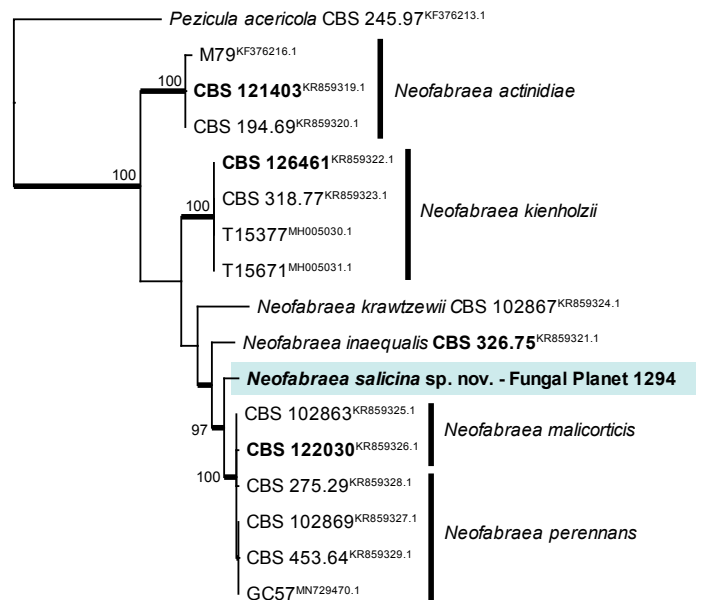 Pezicula acericola CBS 245.97KF376213.1
M79KF376216.1
100
CBS 121403KR859319.1
Neofabraea actinidiae
CBS 194.69KR859320.1
CBS 126461KR859322.1
100
CBS 318.77KR859323.1
100
Neofabraea kienholzii
T15377MH005030.1
T15671MH005031.1
Neofabraea krawtzewii CBS 102867KR859324.1
Neofabraea inaequalis CBS 326.75KR859321.1
Neofabraea salicina sp. nov. - Fungal Planet 1294
CBS 102863KR859325.1
97
Neofabraea malicorticis
CBS 122030KR859326.1
100
CBS 275.29KR859328.1
CBS 102869KR859327.1
Neofabraea perennans
CBS 453.64KR859329.1
GC57MN729470.1